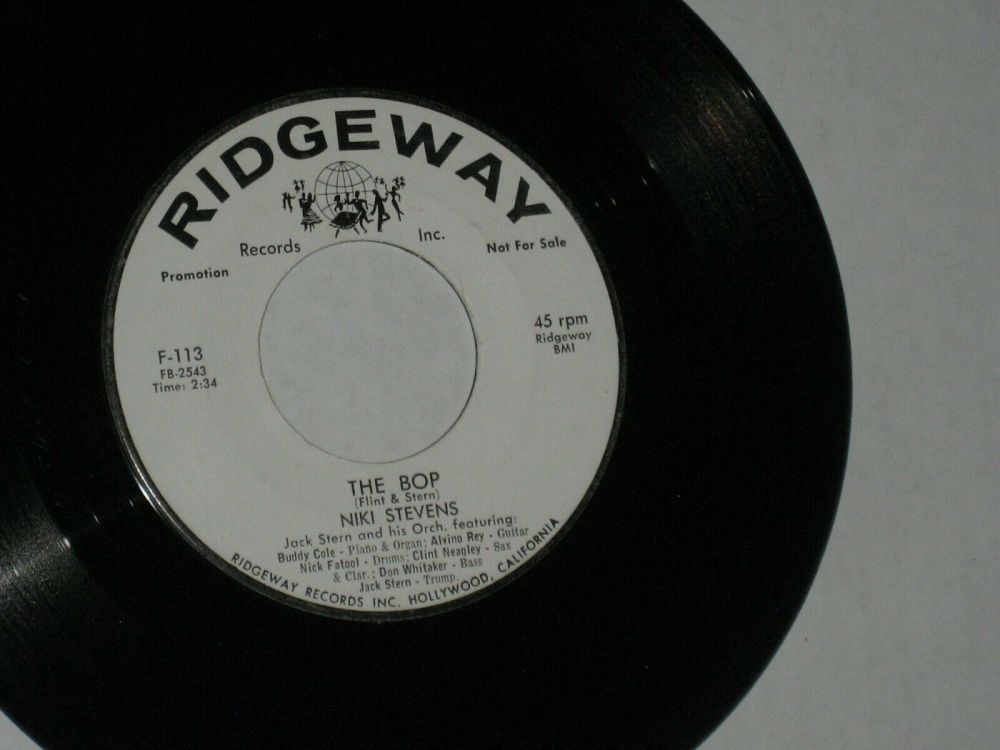 RIDGEWAY
Records Inc.
Promotion
Not For Sale
F-113
FB-2543
Time: 2:34
45 rpm
Ridgeway
BMI
THE BOP
(Flint & Stern)
NIKI STEVENS
Jack Stern and his Orch. featuring:
Buddy Cole - Piano & Organ; Alvino Rey - Guitar
Nick Fatool - Drums; Clint Neagley - Sax
& Clar.; Don Whitaker - Bass
Jack Stern - Trump.
RIDGEWAY RECORDS INC. HOLLYWOOD, CALIFORNIA